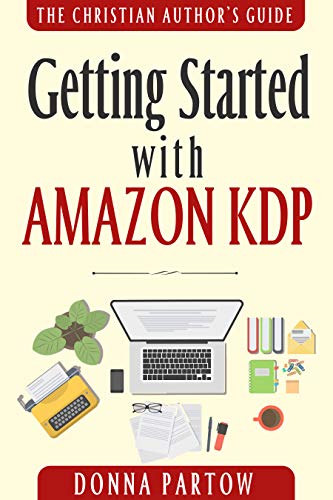 THE CHRISTIAN AUTHOR'S GUIDE
Getting Started
with
AMAZON KDP
DONNA PARTOW